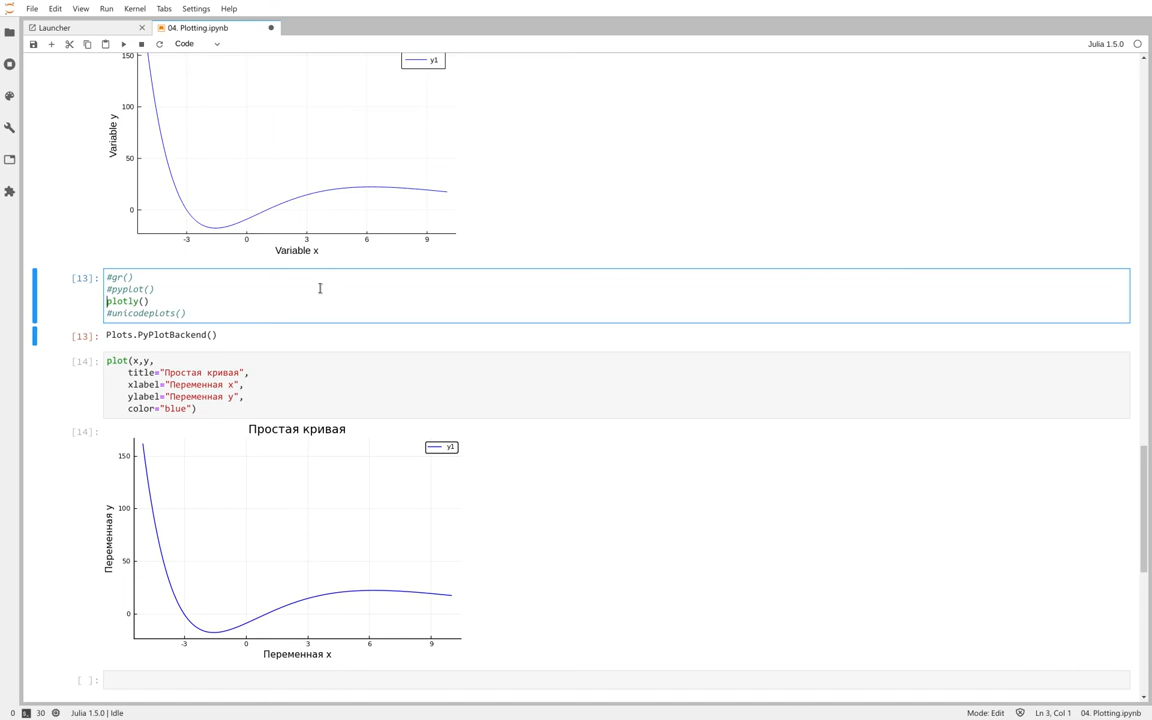 File Edit View Run Kernel Tabs Settings Help
Launcher
04. Plotting.ipynb
Code
Julia 1.5.0
150
100
50
0
Variable y
y1
-3 0 3 6 9
Variable x
[13]:
#gr()
#pyplot()
plotly()
#unicodeplots()
[13]: Plots.PyPlotBackend()
[14]: plot(x,y,
title="Простая кривая",
xlabel="Переменная x",
ylabel="Переменная y",
color="blue")
[14]:
Простая кривая
y1
150
100
50
0
Переменная y
-3 0 3 6 9
Переменная x
[ ]:
0 30 Julia 1.5.0 | Idle Mode: Edit Ln 3, Col 1 04. Plotting.ipynb